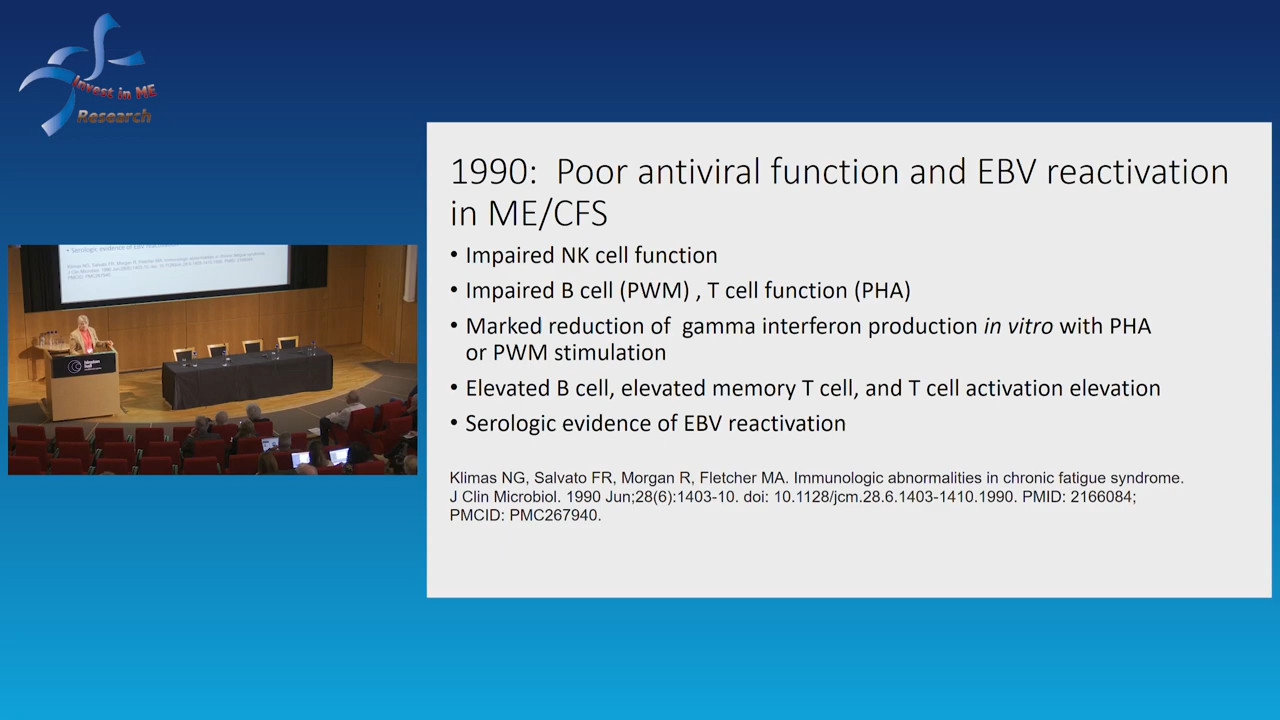 Invest in ME
Research
1990: Poor antiviral function and EBV reactivation
in ME/CFS
• Impaired NK cell function
• Impaired B cell (PWM) , T cell function (PHA)
• Marked reduction of gamma interferon production in vitro with PHA
or PWM stimulation
• Elevated B cell, elevated memory T cell, and T cell activation elevation
• Serologic evidence of EBV reactivation
Klimas NG, Salvato FR, Morgan R, Fletcher MA. Immunologic abnormalities in chronic fatigue syndrome.
J Clin Microbiol. 1990 Jun;28(6):1403-10. doi: 10.1128/jcm.28.6.1403-1410.1990. PMID: 2166084;
PMCID: PMC267940.